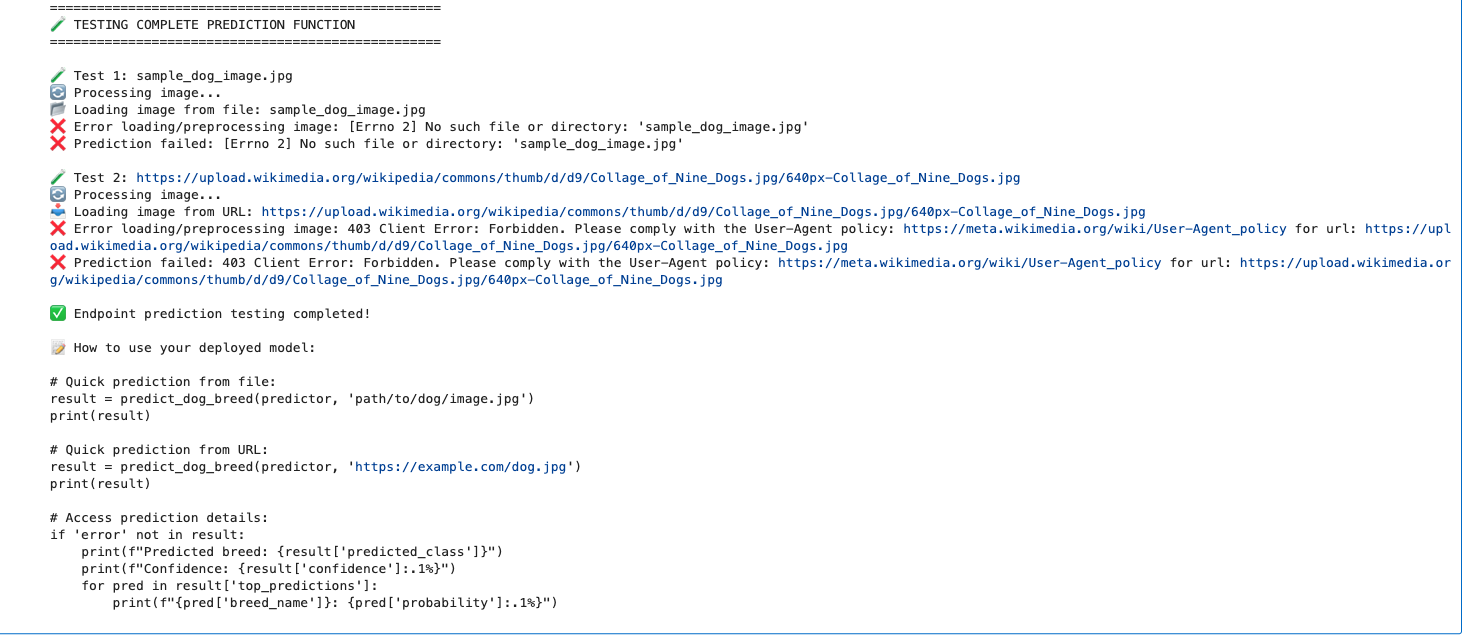 ==================================================
🧪 TESTING COMPLETE PREDICTION FUNCTION
==================================================
🧪 Test 1: sample_dog_image.jpg
🔄 Processing image...
📁 Loading image from file: sample_dog_image.jpg
❌ Error loading/preprocessing image: [Errno 2] No such file or directory: 'sample_dog_image.jpg'
❌ Prediction failed: [Errno 2] No such file or directory: 'sample_dog_image.jpg'
🧪 Test 2: https://upload.wikimedia.org/wikipedia/commons/thumb/d/d9/Collage_of_Nine_Dogs.jpg/640px-Collage_of_Nine_Dogs.jpg
🔄 Processing image...
📥 Loading image from URL: https://upload.wikimedia.org/wikipedia/commons/thumb/d/d9/Collage_of_Nine_Dogs.jpg/640px-Collage_of_Nine_Dogs.jpg
❌ Error loading/preprocessing image: 403 Client Error: Forbidden. Please comply with the User-Agent policy: https://meta.wikimedia.org/wiki/User-Agent_policy for url: https://upl
oad.wikimedia.org/wikipedia/commons/thumb/d/d9/Collage_of_Nine_Dogs.jpg/640px-Collage_of_Nine_Dogs.jpg
❌ Prediction failed: 403 Client Error: Forbidden. Please comply with the User-Agent policy: https://meta.wikimedia.org/wiki/User-Agent_policy for url: https://upload.wikimedia.or
g/wikipedia/commons/thumb/d/d9/Collage_of_Nine_Dogs.jpg/640px-Collage_of_Nine_Dogs.jpg
✅ Endpoint prediction testing completed!
📝 How to use your deployed model:
# Quick prediction from file:
result = predict_dog_breed(predictor, 'path/to/dog/image.jpg')
print(result)
# Quick prediction from URL:
result = predict_dog_breed(predictor, 'https://example.com/dog.jpg')
print(result)
# Access prediction details:
if 'error' not in result:
    print(f"Predicted breed: {result['predicted_class']}")
    print(f"Confidence: {result['confidence']:.1%}")
    for pred in result['top_predictions']:
        print(f"{pred['breed_name']}: {pred['probability']:.1%}")